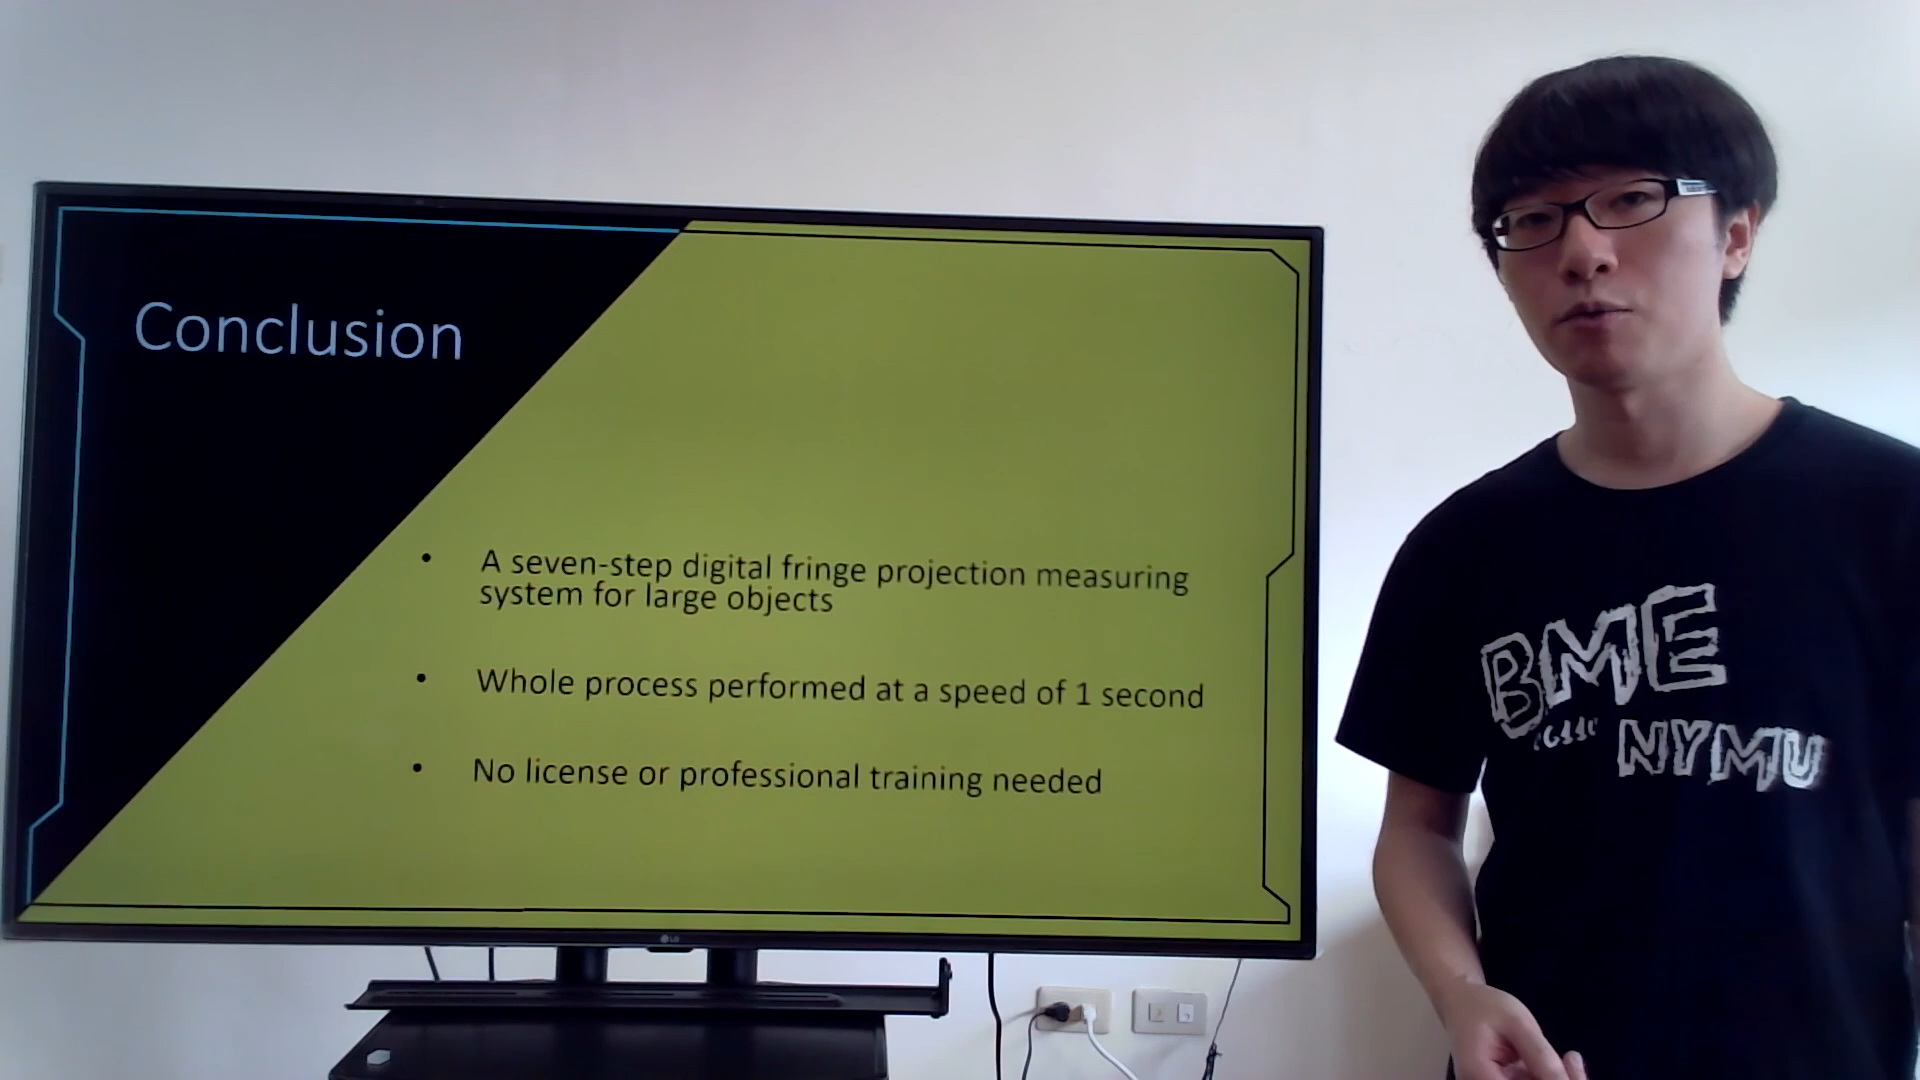 Conclusion
• A seven-step digital fringe projection measuring
system for large objects
• Whole process performed at a speed of 1 second
• No license or professional training needed
LG
BME
NYMU